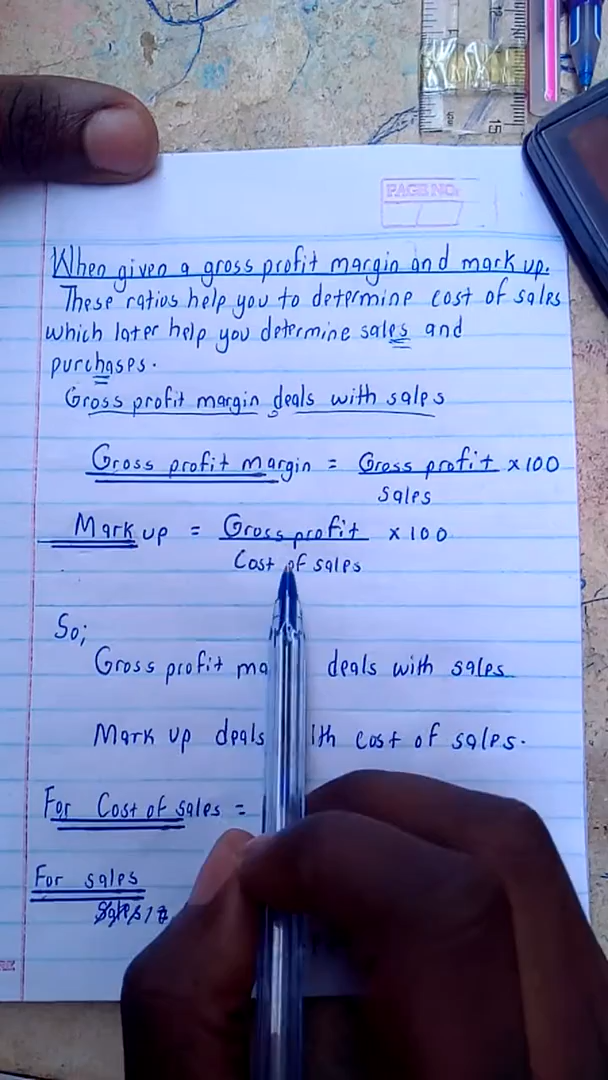 PAGE NO.
When given a gross profit margin and mark up.
These ratios help you to determine cost of sales
which later help you determine sales and
purchases.
Gross profit margin deals with sales
Gross profit margin = Gross profit × 100
Sales
Mark up = Gross profit × 100
Cost of sales
So;
Gross profit deals with sales
Mark up deals cost of sales.
For Cost of sales =
For sales